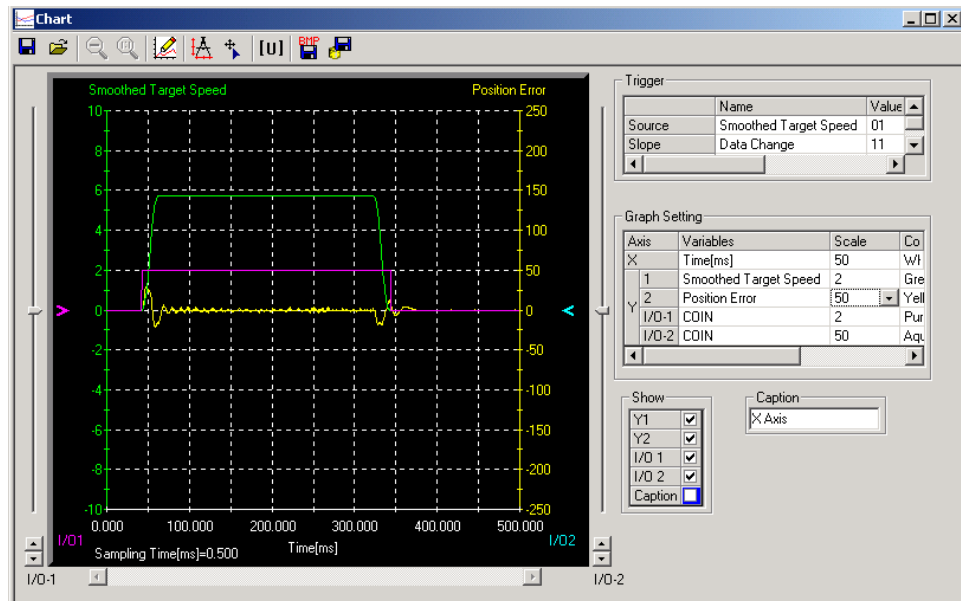 Chart
[U]
BMP
Smoothed Target Speed
Position Error
10
8
6
4
2
0
-2
-4
-6
-8
-10
250
200
150
100
50
0
-50
-100
-150
-200
-250
0.000 100.000 200.000 300.000 400.000 500.000
I/O1
Sampling Time[ms]=0.500
Time[ms]
I/O2
I/O-1
I/O-2
Trigger
Name Value
Source Smoothed Target Speed 01
Slope Data Change 11
Graph Setting
Axis Variables Scale Co
X Time[ms] 50 Wh
Y
1 Smoothed Target Speed 2 Gre
2 Position Error 50 Yell
I/O-1 COIN 2 Pur
I/O-2 COIN 50 Aqu
Show
Y1
Y2
I/O 1
I/O 2
Caption
Caption
X Axis